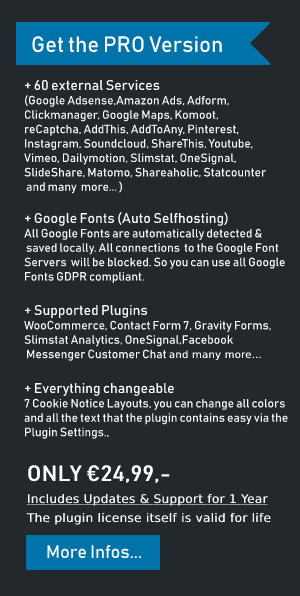 Get the PRO Version
+ 60 external Services
(Google Adsense,Amazon Ads, Adform,
Clickmanager, Google Maps, Komoot,
reCaptcha, AddThis, AddToAny, Pinterest,
Instagram, Soundcloud, ShareThis, Youtube,
Vimeo, Dailymotion, Slimstat, OneSignal,
SlideShare, Matomo, Shareaholic, Statcounter
and many more... )
+ Google Fonts (Auto Selfhosting)
All Google Fonts are automatically detected &
saved locally. All connections to the Google Font
Servers will be blocked. So you can use all Google
Fonts GDPR compliant.
+ Supported Plugins
WooCommerce, Contact Form 7, Gravity Forms,
Slimstat Analytics, OneSignal,Facebook
Messenger Customer Chat and many more...
+ Everything changeable
7 Cookie Notice Layouts, you can change all colors
and all the text that the plugin contains easy via the
Plugin Settings.,
ONLY €24,99,-
Includes Updates & Support for 1 Year
The plugin license itself is valid for life
More Infos...